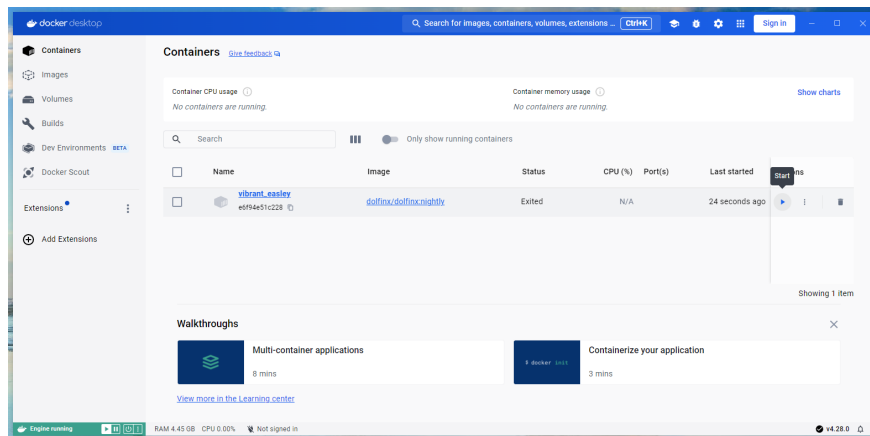 docker desktop
Search for images, containers, volumes, extensions ... Ctrl+K
Sign in
Containers
Images
Volumes
Builds
Dev Environments BETA
Docker Scout
Extensions
Add Extensions
Containers Give feedback
Container CPU usage
No containers are running.
Container memory usage
No containers are running.
Show charts
Search
Only show running containers
Name Image Status CPU (%) Port(s) Last started ns
Start
vibrant_easley dolfinx/dolfinx:nightly Exited N/A 24 seconds ago
e6f94e51c228
Showing 1 item
Walkthroughs
Multi-container applications
8 mins
$ docker init
Containerize your application
3 mins
View more in the Learning center
Engine running RAM 4.45 GB CPU 0.00% Not signed in v4.28.0